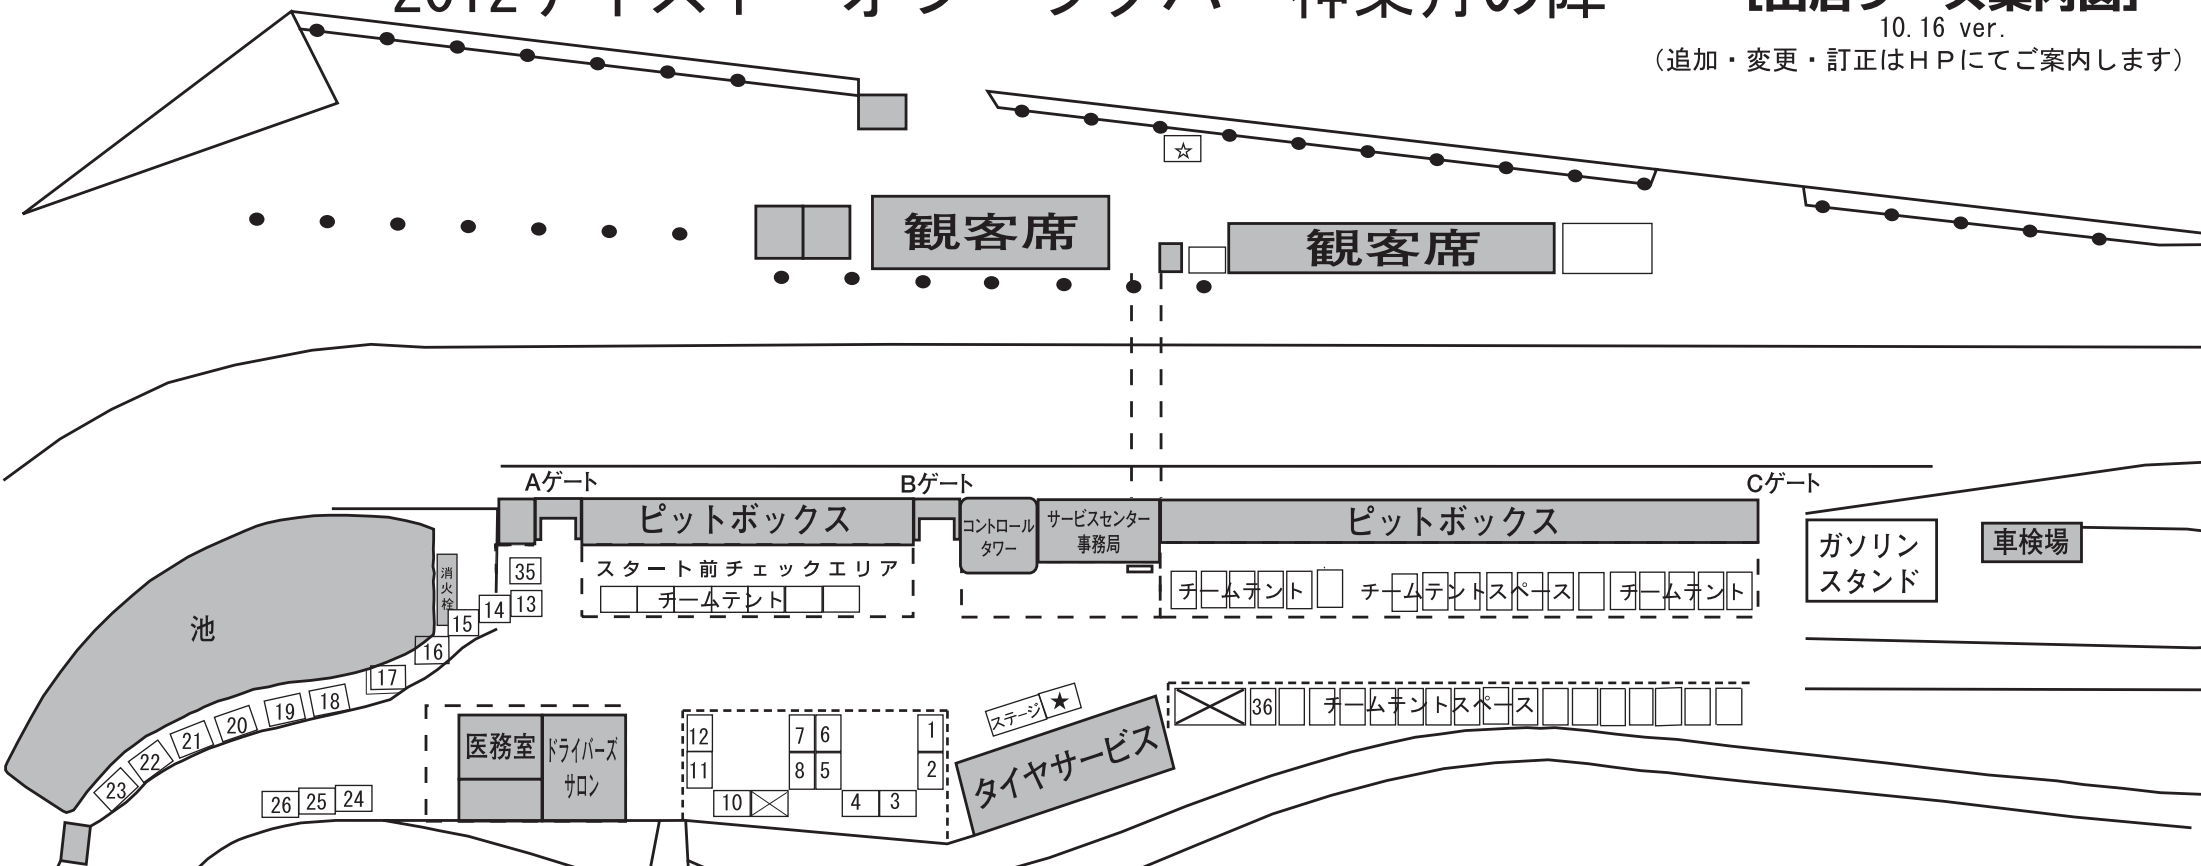 10.16 ver.
（追加・変更・訂正はＨＰにてご案内します）
☆
観客席
観客席
Aゲート
Bゲート
Cゲート
ピットボックス
コントロール
タワー
サービスセンター
事務局
ピットボックス
ガソリン
スタンド
車検場
池
消火栓
スタート前チェックエリア
チームテント
チームテント
チームテントスペース
チームテント
35
13
14
15
16
17
18
19
20
21
22
23
24
25
26
医務室
ドライバーズ
サロン
12
11
10
7
6
8
5
4
3
1
2
ステージ
★
タイヤサービス
36
チームテントスペース